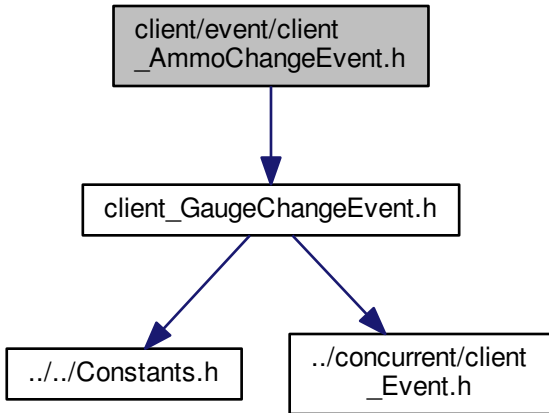 client/event/client
_AmmoChangeEvent.h
client_GaugeChangeEvent.h
../../Constants.h
../concurrent/client
_Event.h